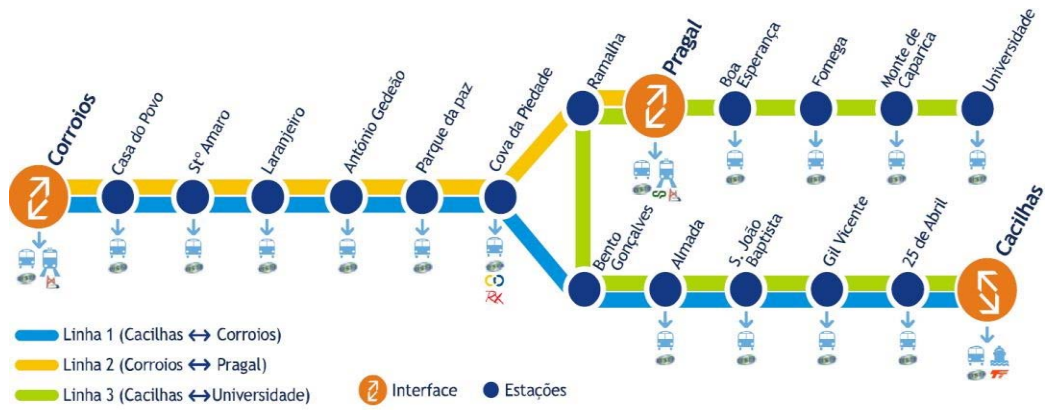 Corroios
Casa do Povo
Stº Amaro
Laranjeiro
António Gedeão
Parque da paz
Cova da Piedade
Ramalha
Pragal
Boa
Esperança
Fomega
Monte de
Caparica
Universidade
Bento
Gonçalves
Almada
S. João
Baptista
Gil Vicente
25 de Abril
Cacilhas
Linha 1 (Cacilhas ↔ Corroios)
Linha 2 (Corroios ↔ Pragal)
Linha 3 (Cacilhas ↔Universidade)
Interface
Estações